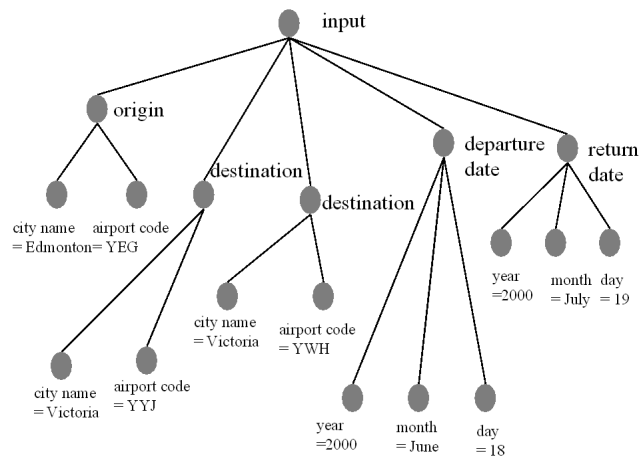 input
origin
departure
date
return
date
destination
destination
city name
= Edmonton
airport code
= YEG
year
=2000
month
= July
day
= 19
city name
= Victoria
airport code
= YWH
city name
= Victoria
airport code
= YYJ
year
=2000
month
= June
day
= 18